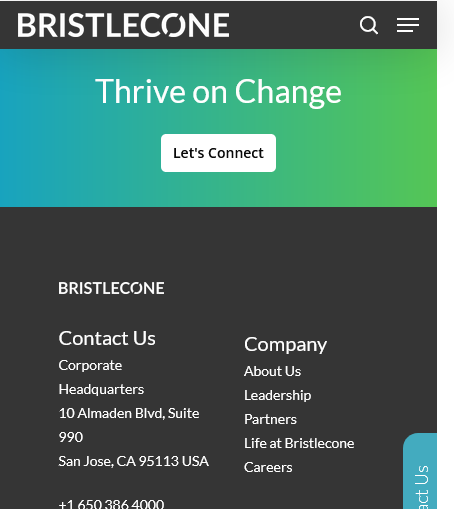 BRISTLECONE
Thrive on Change
Let's Connect
BRISTLECONE
Contact Us
Corporate
Headquarters
10 Almaden Blvd, Suite
990
San Jose, CA 95113 USA
+1 650 386 4000
Company
About Us
Leadership
Partners
Life at Bristlecone
Careers
Us